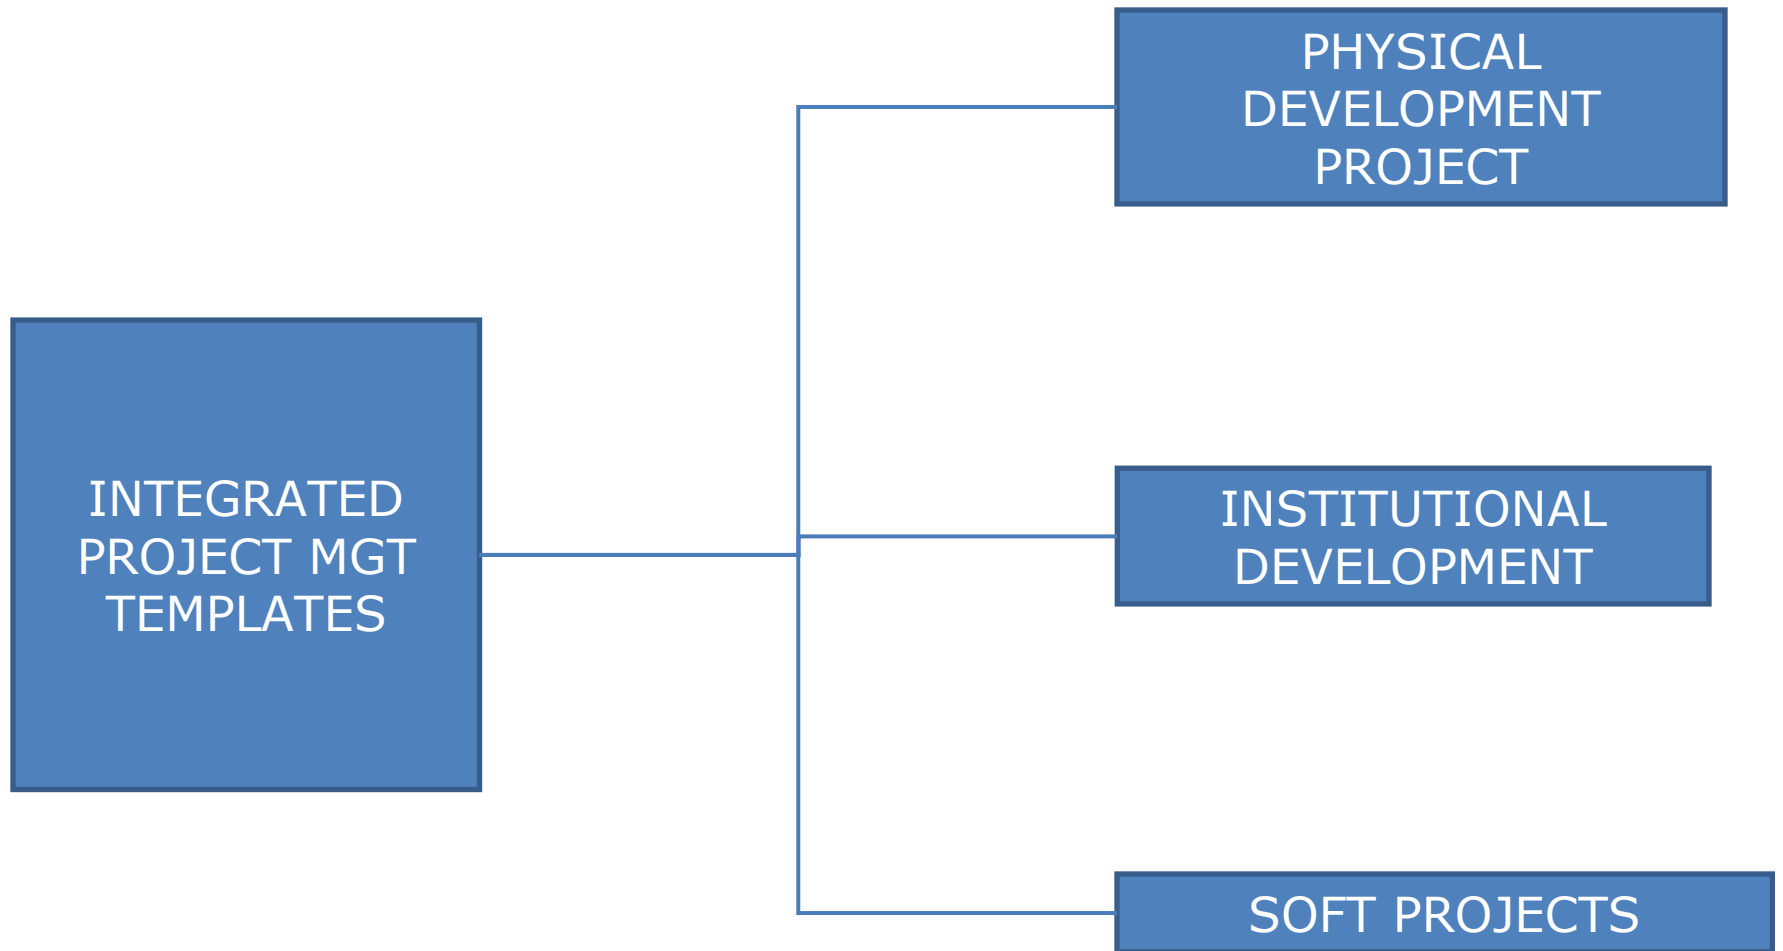 PHYSICAL
DEVELOPMENT
PROJECT
INTEGRATED
PROJECT MGT
TEMPLATES
INSTITUTIONAL
DEVELOPMENT
SOFT PROJECTS